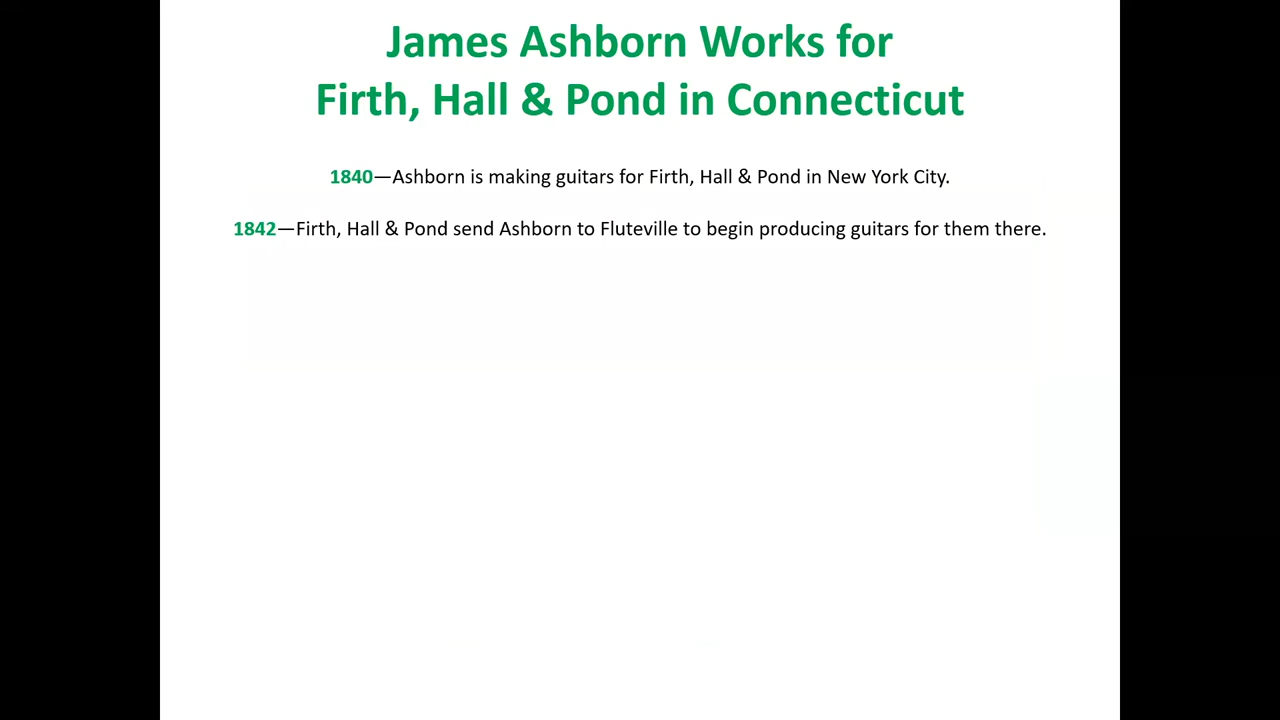 James Ashborn Works for
Firth, Hall & Pond in Connecticut
1840—Ashborn is making guitars for Firth, Hall & Pond in New York City.
1842—Firth, Hall & Pond send Ashborn to Fluteville to begin producing guitars for them there.